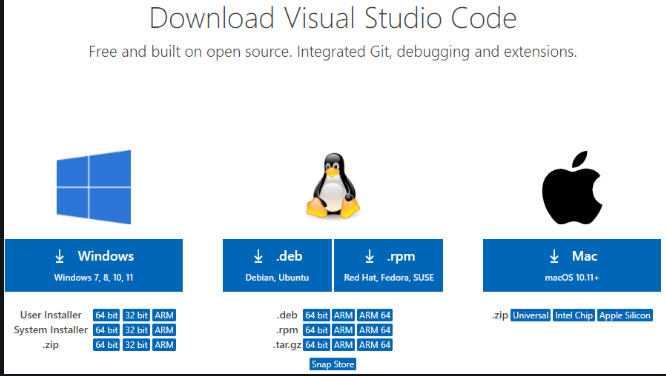 Download Visual Studio Code
Free and built on open source. Integrated Git, debugging and extensions.
Windows
Windows 7, 8, 10, 11
User Installer 64 bit 32 bit ARM
System Installer 64 bit 32 bit ARM
.zip 64 bit 32 bit ARM
.deb
Debian, Ubuntu
.rpm
Red Hat, Fedora, SUSE
.deb 64 bit ARM ARM 64
.rpm 64 bit ARM ARM 64
.tar.gz 64 bit ARM ARM 64
Snap Store
Mac
macOS 10.11+
.zip Universal Intel Chip Apple Silicon